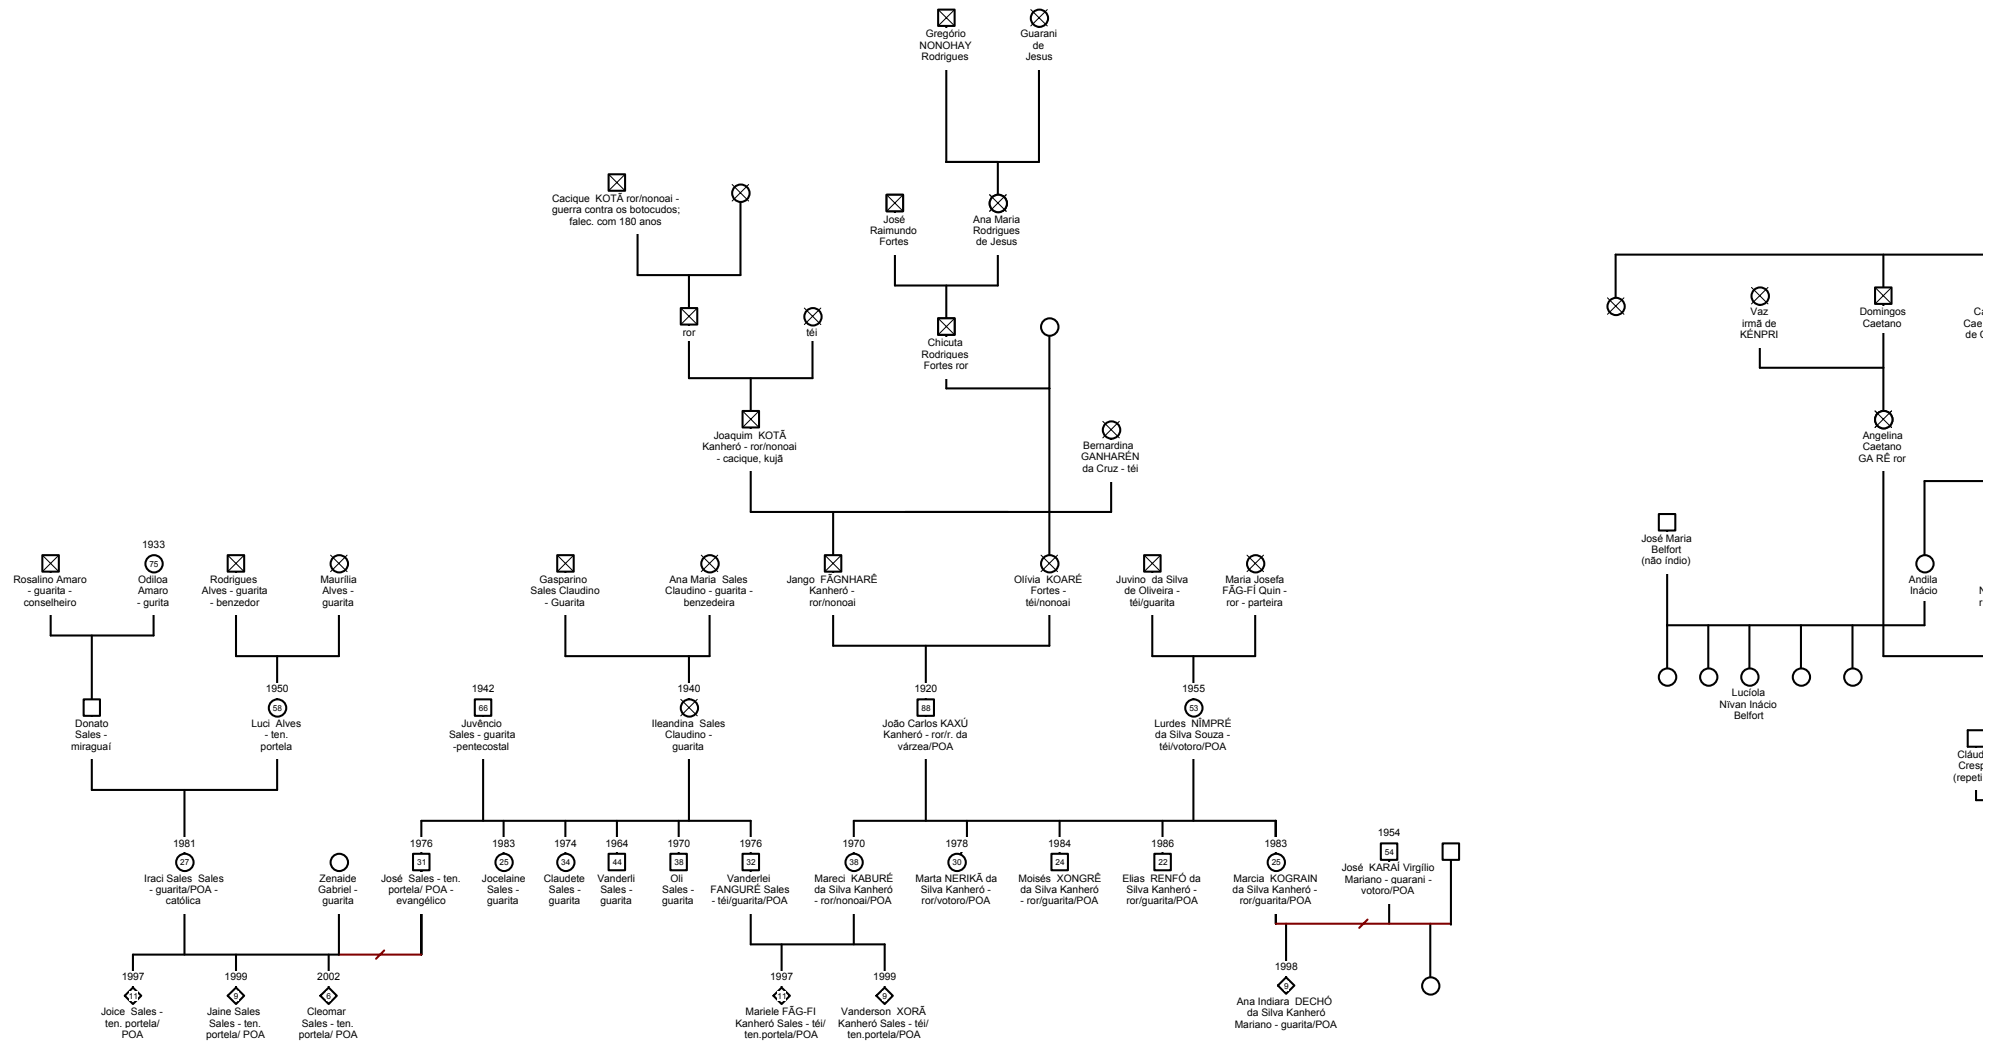 Gregório
NONOHAY
Rodrigues
Guarani
de
Jesus
Cacique KOTÃ ror/nonoai -
guerra contra os botocudos;
falec. com 180 anos
José
Raimundo
Fortes
Ana Maria
Rodrigues
de Jesus
ror
téi
Chicuta
Rodrigues
Fortes ror
Vaz
irmã de
KÉNPRI
Domingos
Caetano
Joaquim KOTÃ
Kanheró - ror/nonoai
- cacique, kujã
Bernardina
GANHARÉN
da Cruz - téi
Angelina
Caetano
GA RÊ ror
Rosalino Amaro
- guarita -
conselheiro
1933
75
Odiloa
Amaro
- gurita
Rodrigues
Alves - guarita
- benzedor
Maurília
Alves -
guarita
Gasparino
Sales Claudino
- Guarita
Ana Maria Sales
Claudino - guarita -
benzedeira
Jango FÃGNHARÊ
Kanheró -
ror/nonoai
Olívia KOARÉ
Fortes -
téi/nonoai
Juvino da Silva
de Oliveira -
téi/guarita
Maria Josefa
FÃG-FÍ Quin -
ror - parteira
José Maria
Belfort
(não índio)
Andila
Inácio
Donato
Sales -
miraguaí
1950
58
Luci Alves
- ten.
portela
1942
66
Juvêncio
Sales - guarita
-pentecostal
1940
Ileandina Sales
Claudino -
guarita
1920
88
João Carlos KAXÚ
Kanheró - ror/r. da
várzea/POA
1955
53
Lurdes NĨMPRÉ
da Silva Souza -
téi/votoro/POA
Lucíola
Nĩvan Inácio
Belfort
1981
27
Iraci Sales Sales
- guarita/POA -
católica
Zenaide
Gabriel -
guarita
1976
31
José Sales - ten.
portela/ POA -
evangélico
1983
25
Jocelaine
Sales -
guarita
1974
34
Claudete
Sales -
guarita
1964
44
Vanderli
Sales -
guarita
1970
38
Oli
Sales -
guarita
1976
32
Vanderlei
FANGURÉ Sales
- téi/guarita/POA
1970
38
Mareci KABURÉ
da Silva Kanheró
- ror/nonoai/POA
1978
30
Marta NERIKÃ da
Silva Kanheró -
ror/votoro/POA
1984
24
Moisés XONGRÊ
da Silva Kanheró
- ror/guarita/POA
1986
22
Elias RENFÓ da
Silva Kanheró -
ror/guarita/POA
1983
25
Marcia KOGRAIN
da Silva Kanheró -
ror/guarita/POA
1954
54
José KARAÍ Virgílio
Mariano - guarani -
votoro/POA
1997
11
Joice Sales -
ten. portela/
POA
1999
9
Jaine Sales
Sales - ten.
portela/ POA
2002
6
Cleomar
Sales - ten.
portela/ POA
1997
11
Mariele FÃG-FI
Kanheró Sales - téi/
ten.portela/POA
1999
9
Vanderson XORÃ
Kanheró Sales - téi/
ten.portela/POA
1998
9
Ana Indiara DECHÓ
da Silva Kanheró
Mariano - guarita/POA